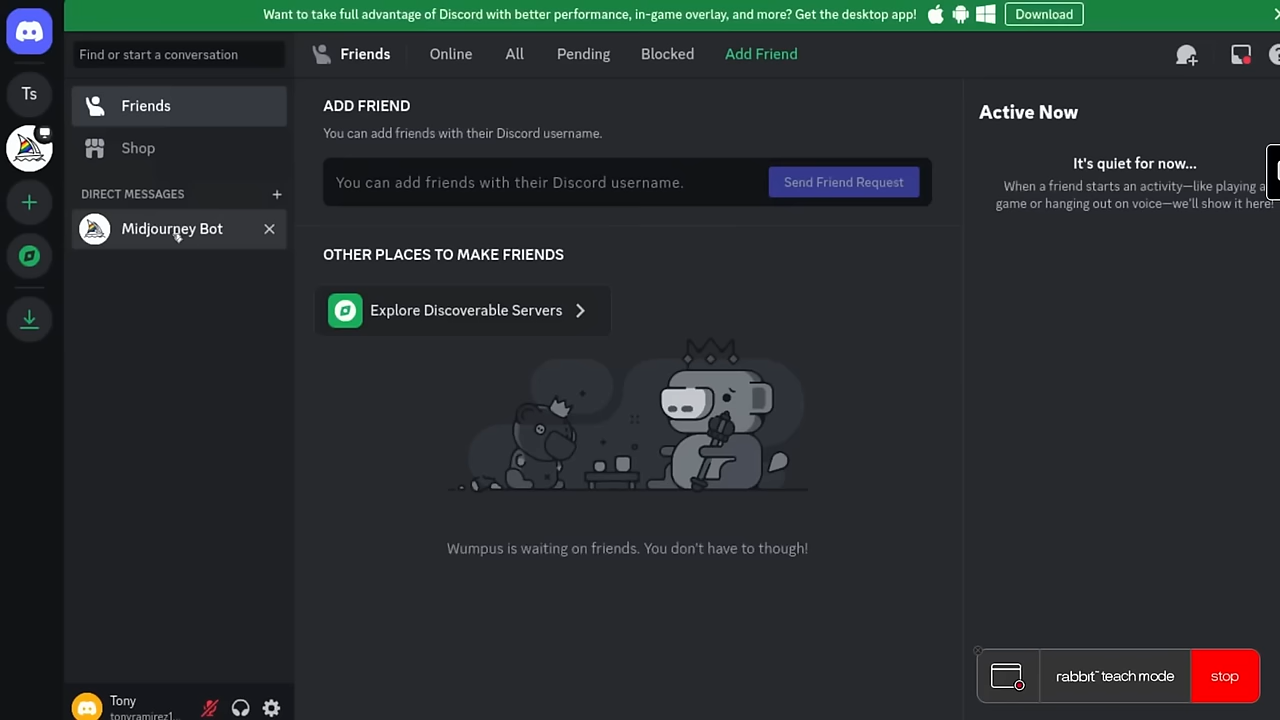 Want to take full advantage of Discord with better performance, in-game overlay, and more? Get the desktop app!
Download
Find or start a conversation
Friends
Online
All
Pending
Blocked
Add Friend
Ts
Friends
Shop
DIRECT MESSAGES
Midjourney Bot
ADD FRIEND
You can add friends with their Discord username.
You can add friends with their Discord username.
Send Friend Request
OTHER PLACES TO MAKE FRIENDS
Explore Discoverable Servers
Wumpus is waiting on friends. You don't have to though!
Active Now
It's quiet for now...
When a friend starts an activity—like playing a
game or hanging out on voice—we'll show it here!
Tony
tonyramirez1...
rabbit™ teach mode
stop